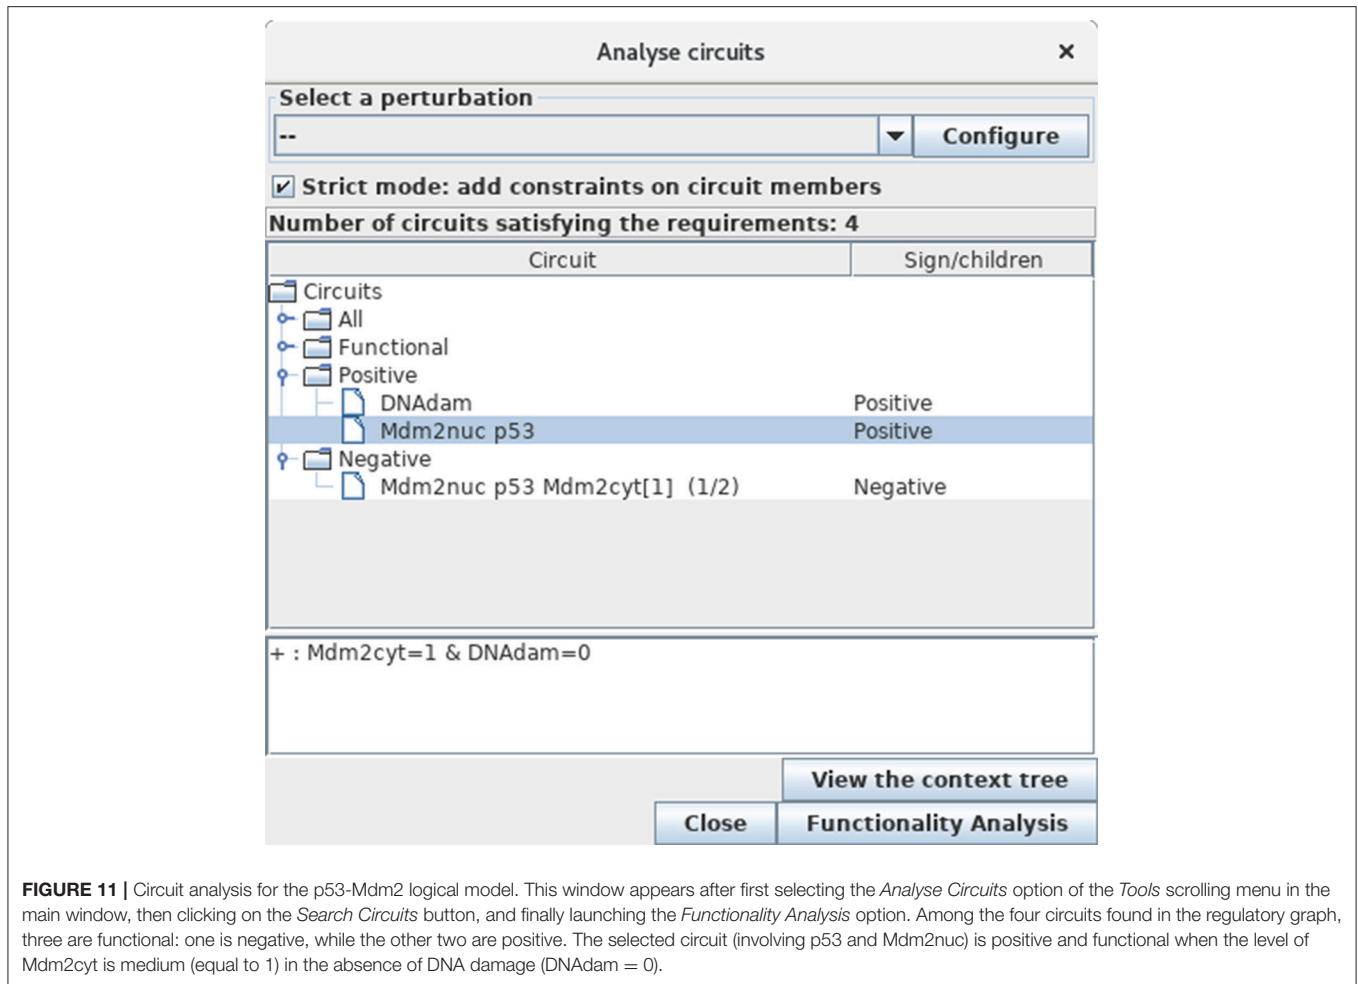 Analyse circuits ×
Select a perturbation
--
Configure
Strict mode: add constraints on circuit members
Number of circuits satisfying the requirements: 4
Circuit Sign/children
Circuits
All
Functional
Positive
DNAdam Positive
Mdm2nuc p53 Positive
Negative
Mdm2nuc p53 Mdm2cyt[1] (1/2) Negative
+ : Mdm2cyt=1 & DNAdam=0
View the context tree
Close Functionality Analysis
FIGURE 11 | Circuit analysis for the p53-Mdm2 logical model. This window appears after first selecting the Analyse Circuits option of the Tools scrolling menu in the
main window, then clicking on the Search Circuits button, and finally launching the Functionality Analysis option. Among the four circuits found in the regulatory graph,
three are functional: one is negative, while the other two are positive. The selected circuit (involving p53 and Mdm2nuc) is positive and functional when the level of
Mdm2cyt is medium (equal to 1) in the absence of DNA damage (DNAdam = 0).